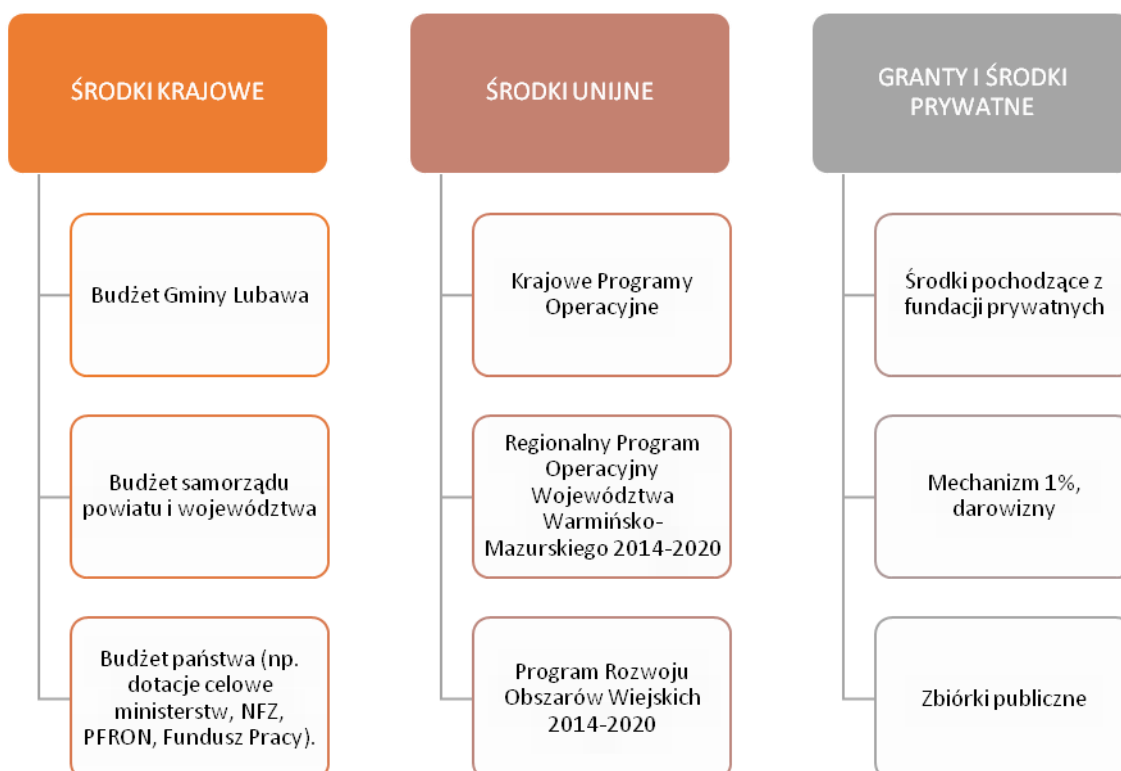 ŚRODKI KRAJOWE
Budżet Gminy Lubawa
Budżet samorządu
powiatu i województwa
Budżet państwa (np.
dotacje celowe
ministerstw, NFZ,
PFRON, Fundusz Pracy).
ŚRODKI UNIJNE
Krajowe Programy
Operacyjne
Regionalny Program
Operacyjny
Województwa
Warmińsko-
Mazurskiego 2014-2020
Program Rozwoju
Obszarów Wiejskich
2014-2020
GRANTY I ŚRODKI
PRYWATNE
Środki pochodzące z
fundacji prywatnych
Mechanizm 1%,
darowizny
Zbiórki publiczne